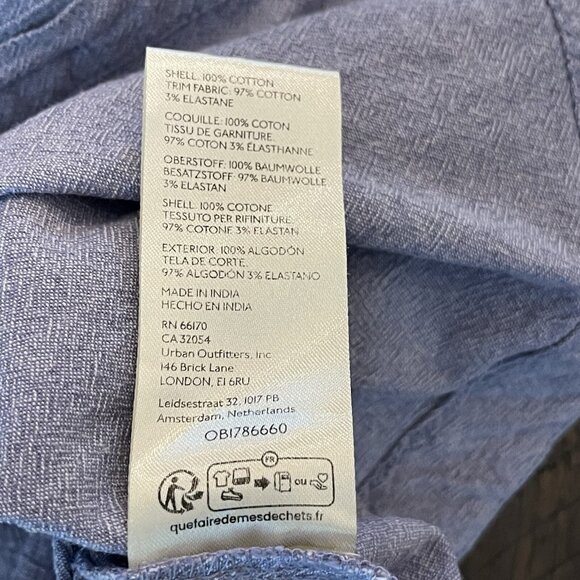 SHELL: 100% COTTON
TRIM FABRIC: 97% COTTON
3% ELASTANE
COQUILLE: 100% COTON
TISSU DE GARNITURE:
97% COTON 3% ELASTHANNE
OBERSTOFF: 100% BAUMWOLLE
BESATZSTOFF: 97% BAUMWOLLE
3% ELASTAN
SHELL: 100% COTONE
TESSUTO PER RIFINITURE:
97% COTONE 3% ELASTAN
EXTERIOR: 100% ALGODÓN
TELA DE CORTE:
97% ALGODÓN 3% ELASTANO
MADE IN INDIA
HECHO EN INDIA
RN 66170
CA 32054
Urban Outfitters, Inc
146 Brick Lane
LONDON, E1 6RU
Leidsestraat 32, 1017 PB
Amsterdam, Netherlands
OB1786660
FR
ou
quefairedemesdechets.fr